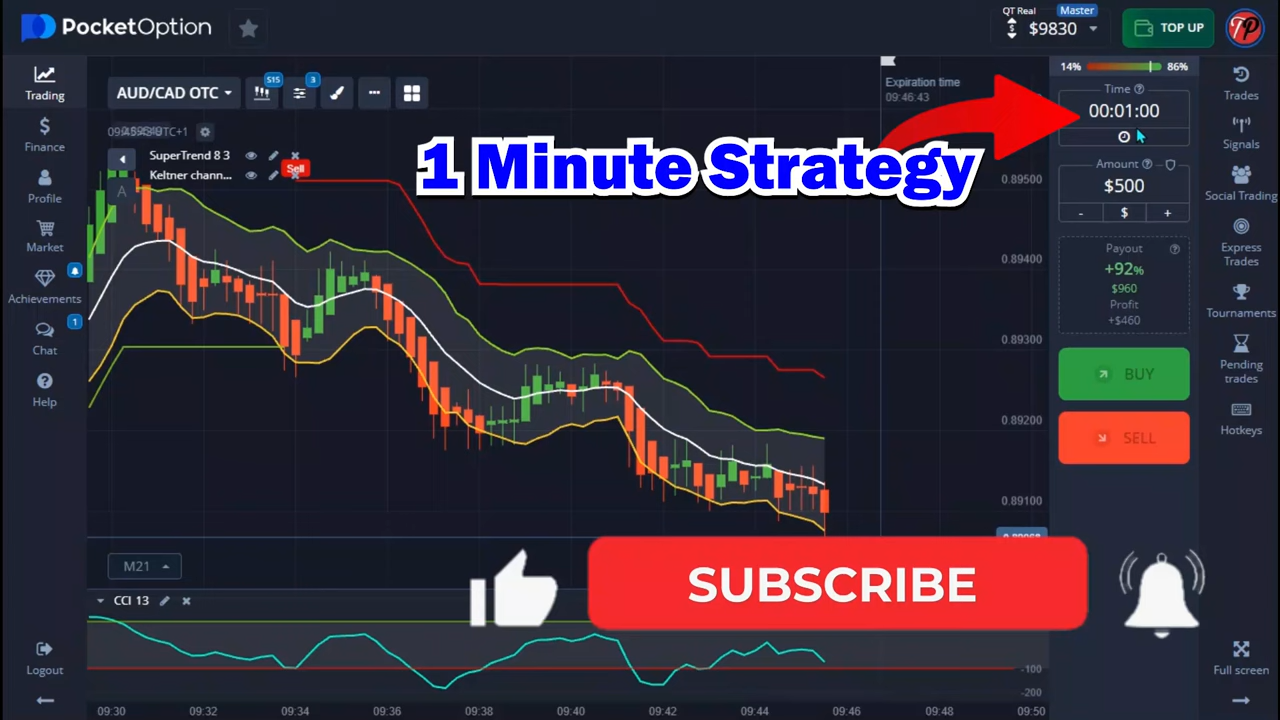 PocketOption
QT Real
Master
$9830
TOP UP
Trading
AUD/CAD OTC
S15
3
Expiration time
09:46:43
14%
86%
Time
00:01:00
Trades
1 Minute Strategy
Finance
SuperTrend 8 3
Sell
Keltner chann...
A
Amount
$500
- $ +
Signals
Profile
Social Trading
Market
Payout
+92%
$960
Profit
+$460
Express
Trades
Achievements
Tournaments
1
Chat
BUY
Pending
trades
Help
SELL
Hotkeys
0.89500
0.89400
0.89300
0.89200
0.89100
M21
SUBSCRIBE
CCI 13
-100
-200
Logout
Full screen
09:30 09:32 09:34 09:36 09:38 09:40 09:42 09:44 09:46 09:48 09:50